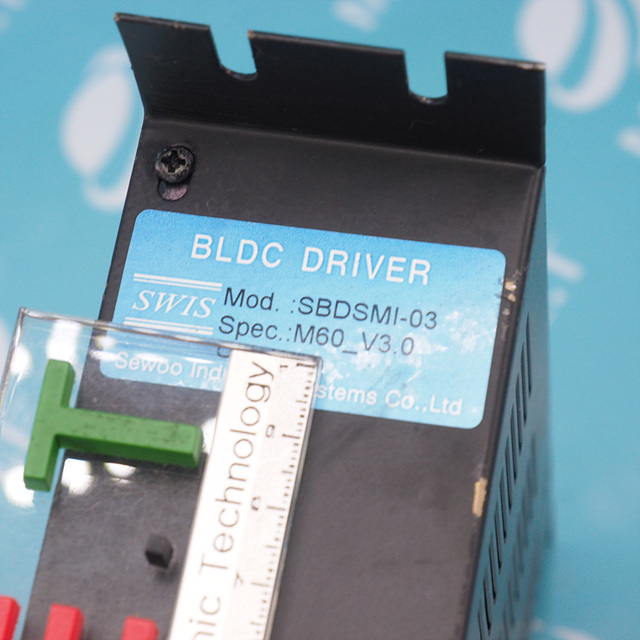 BLDC DRIVER
SWIS
Mod. :SBDSMI-03
Spec.:M60_V3.0
Sewoo Ind
stems Co.,Ltd
nic Technology